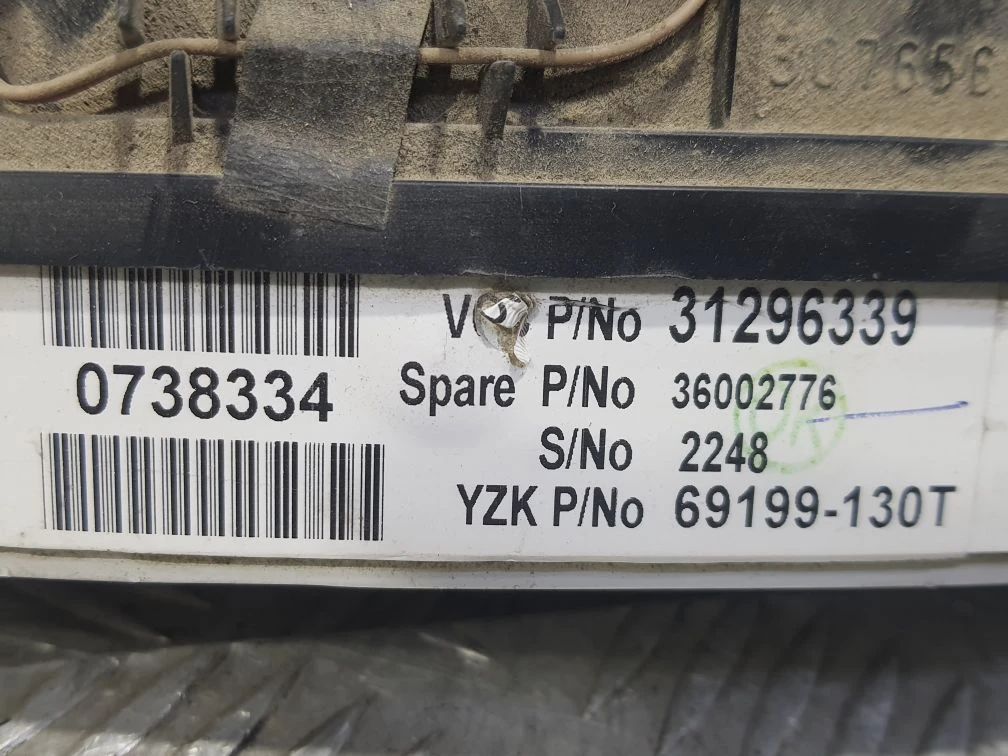 P/No 31296339
0738334
Spare P/No 36002776
S/No 2248
YZK P/No 69199-130T